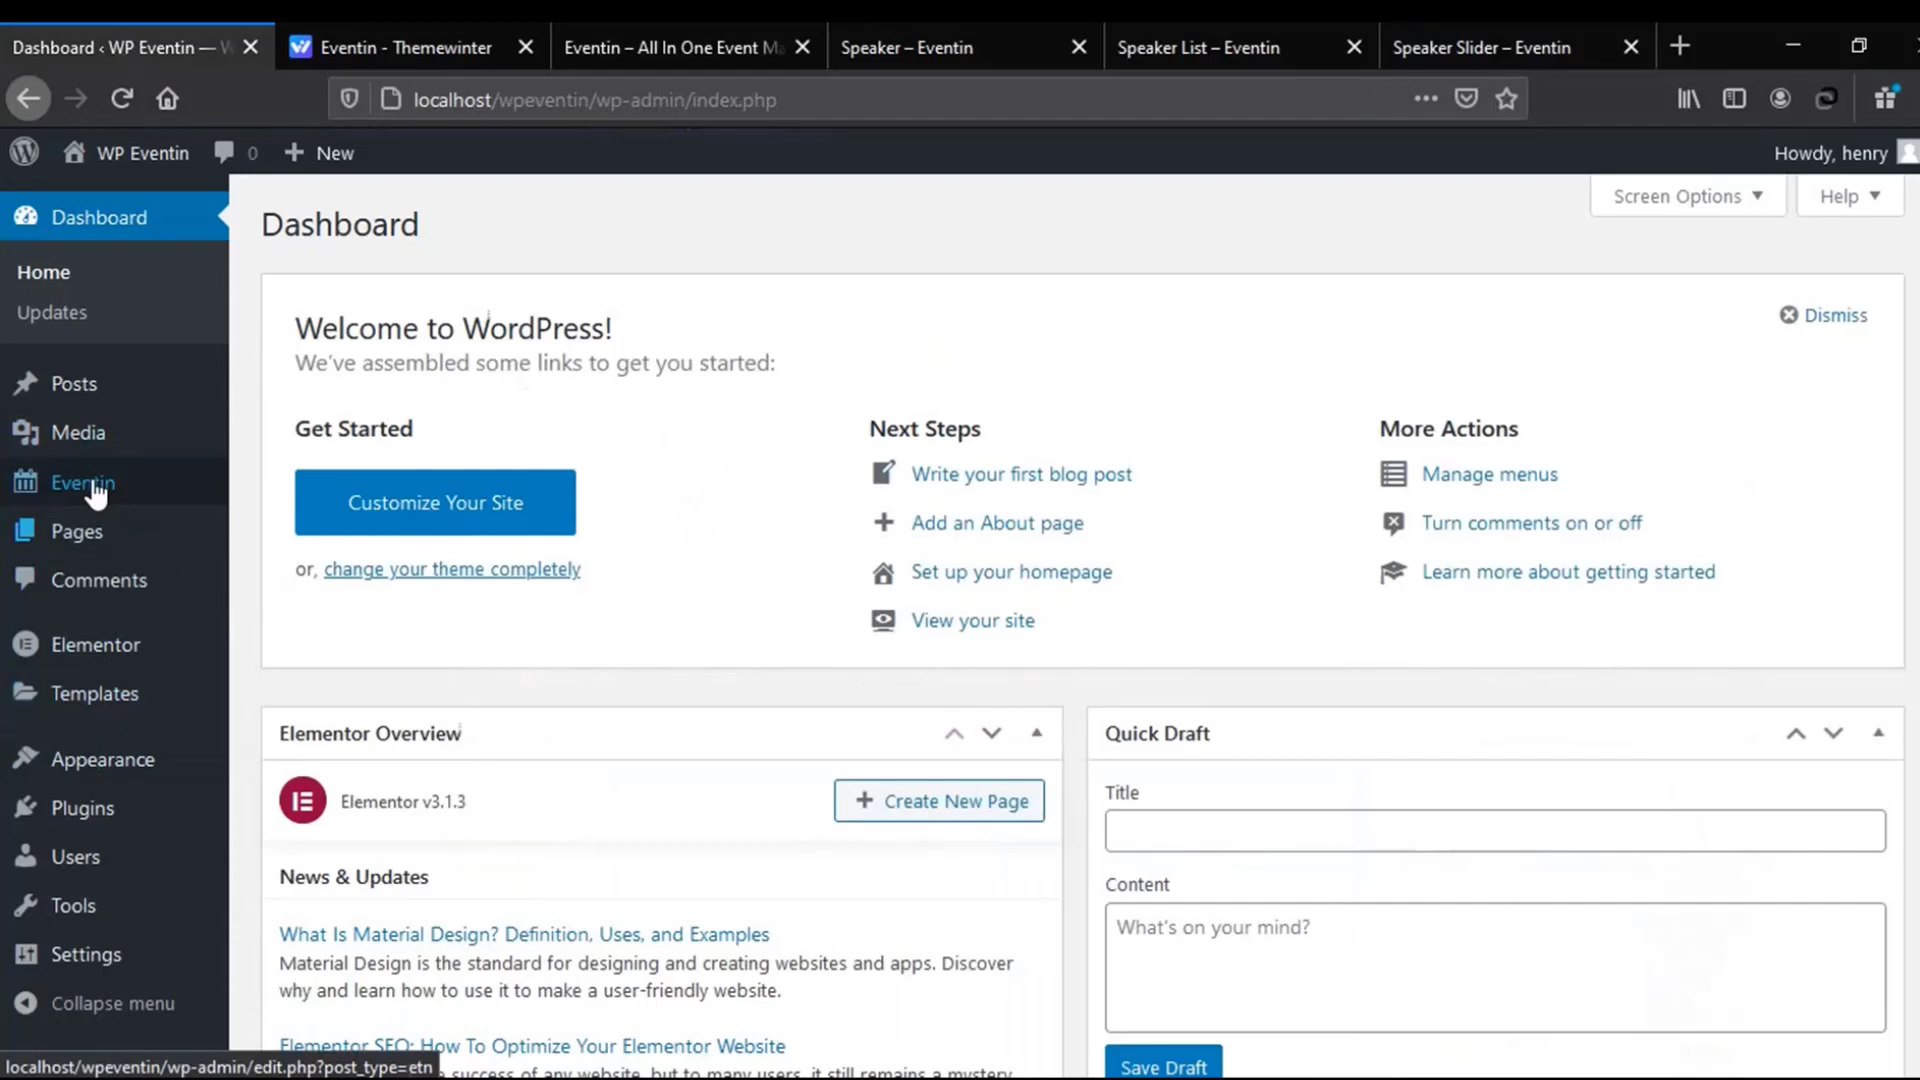 Dashboard ‹ WP Eventin — W
Eventin - Themewinter
Eventin – All In One Event Ma
Speaker – Eventin
Speaker List – Eventin
Speaker Slider – Eventin
localhost/wpeventin/wp-admin/index.php
WP Eventin
0
New
Howdy, henry
Dashboard
Home
Updates
Posts
Media
Eventin
Pages
Comments
Elementor
Templates
Appearance
Plugins
Users
Tools
Settings
Collapse menu
Screen Options
Help
Dashboard
Welcome to WordPress!
We've assembled some links to get you started:
Dismiss
Get Started
Customize Your Site
or, change your theme completely
Next Steps
Write your first blog post
Add an About page
Set up your homepage
View your site
More Actions
Manage menus
Turn comments on or off
Learn more about getting started
Elementor Overview
Elementor v3.1.3
Create New Page
News & Updates
What Is Material Design? Definition, Uses, and Examples
Material Design is the standard for designing and creating websites and apps. Discover
why and learn how to use it to make a user-friendly website.
Elementor SEO: How To Optimize Your Elementor Website
success of any website, but to many users, it still remains a mystery
Quick Draft
Title
Content
What's on your mind?
Save Draft
localhost/wpeventin/wp-admin/edit.php?post_type=etn